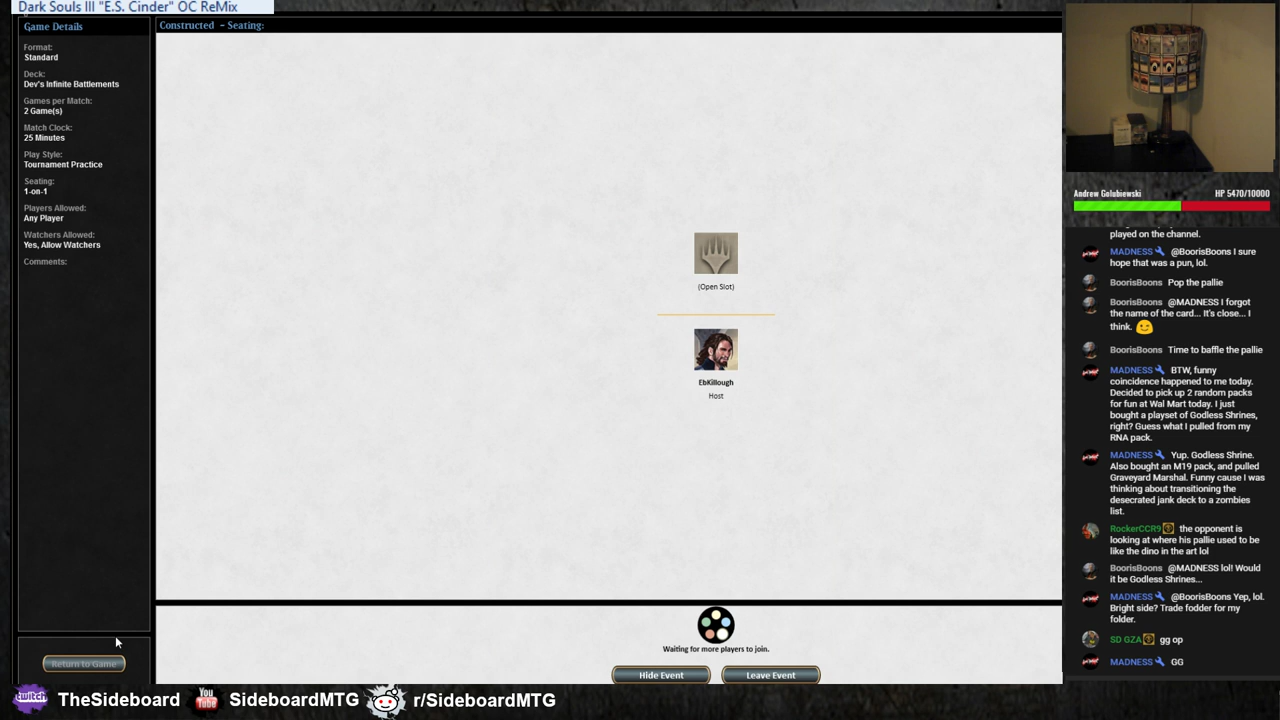 Dark Souls III "E.S. Cinder" OC ReMix
Game Details
Format:
Standard
Deck:
Dev's Infinite Battlements
Games per Match:
2 Game(s)
Match Clock:
25 Minutes
Play Style:
Tournament Practice
Seating:
1-on-1
Players Allowed:
Any Player
Watchers Allowed:
Yes, Allow Watchers
Comments:
Return to Game
Constructed - Seating:
(Open Slot)
EbKillough
Host
Waiting for more players to join.
Hide Event
Leave Event
Andrew Golubiewski HP 5470/10000
played on the channel.
MADNESS @BoorisBoons I sure
hope that was a pun, lol.
BoorisBoons Pop the pallie
BoorisBoons @MADNESS I forgot
the name of the card... It's close... I
think.
BoorisBoons Time to baffle the pallie
MADNESS BTW, funny
coincidence happened to me today.
Decided to pick up 2 random packs
for fun at Wal Mart today. I just
bought a playset of Godless Shrines,
right? Guess what I pulled from my
RNA pack.
MADNESS Yup. Godless Shrine.
Also bought an M19 pack, and pulled
Graveyard Marshal. Funny cause I was
thinking about transitioning the
desecrated jank deck to a zombies
list.
RockerCCR9 the opponent is
looking at where his pallie used to be
like the dino in the art lol
BoorisBoons @MADNESS lol! Would
it be Godless Shrines...
MADNESS @BoorisBoons Yep, lol.
Bright side? Trade fodder for my
folder.
SD GZA gg op
MADNESS GG
twitch TheSideboard You Tube SideboardMTG r/SideboardMTG